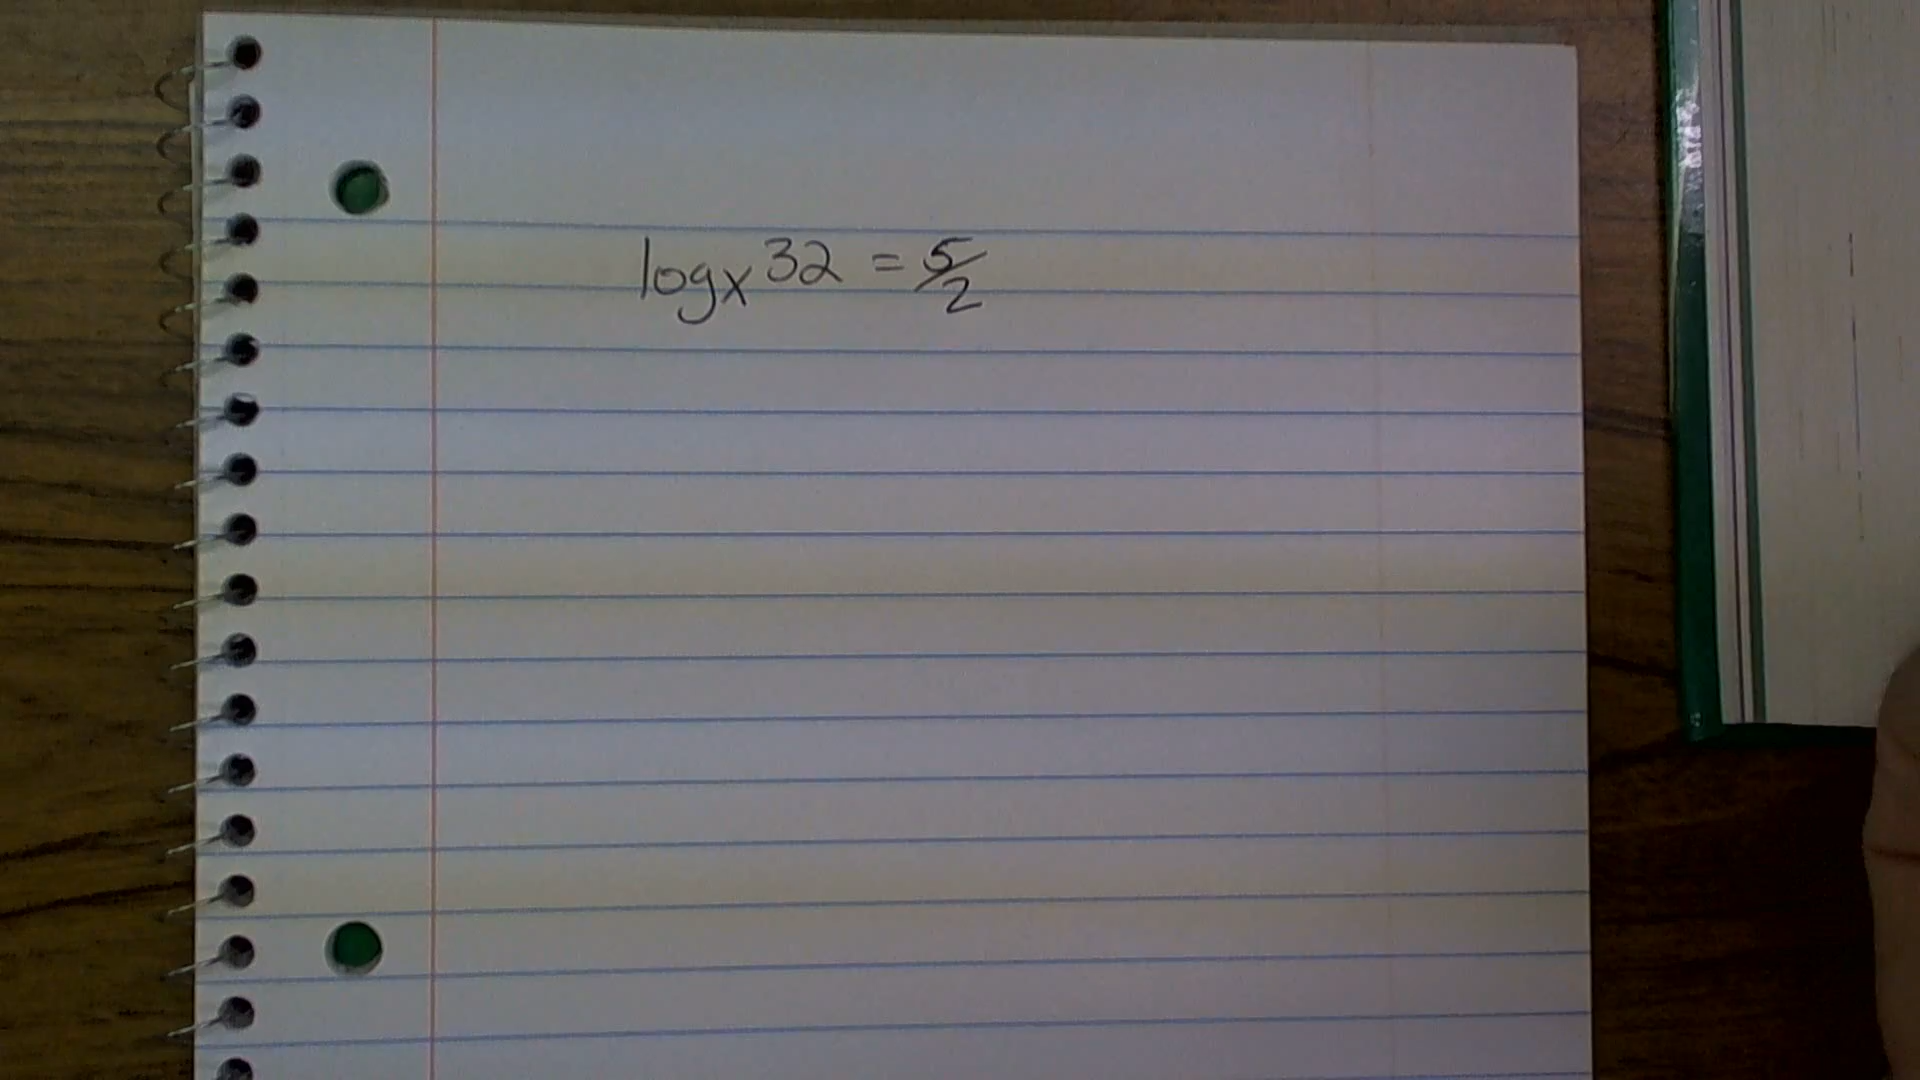 logₓ 32 = 5/2